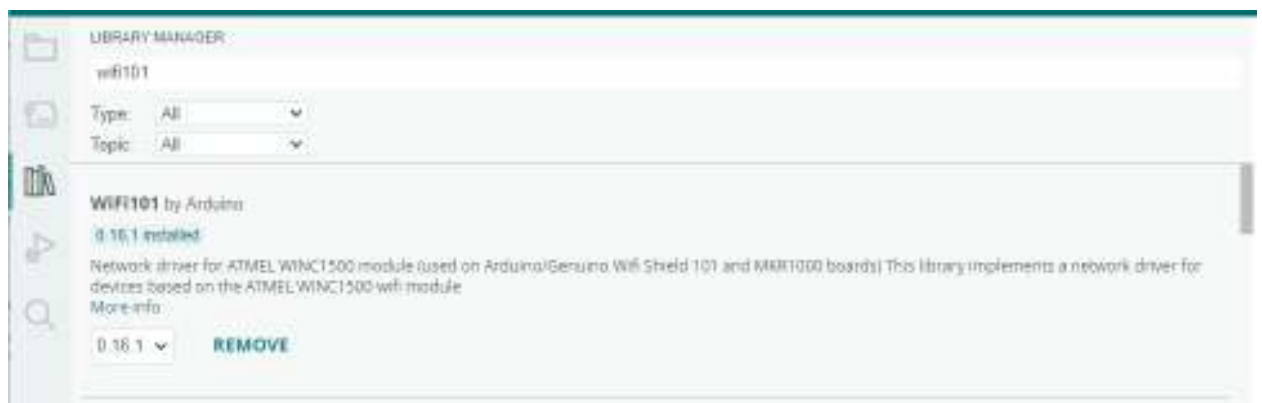 LIBRARY MANAGER
wifi101
Type: All
Topic: All
WiFi101 by Arduino
0.16.1 installed
Network driver for ATMEL WINC1500 module (used on Arduino/Genuino Wifi Shield 101 and MKR1000 boards) This library implements a network driver for
devices based on the ATMEL WINC1500 wifi module
More info
0.16.1
REMOVE